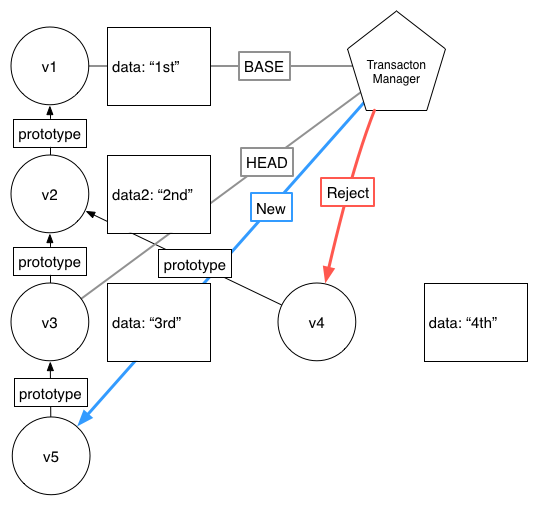 v1
data: “1st”
BASE
Transacton
Manager
prototype
HEAD
v2
data2: “2nd”
New
Reject
prototype
prototype
v3
data: “3rd”
v4
data: “4th”
prototype
v5